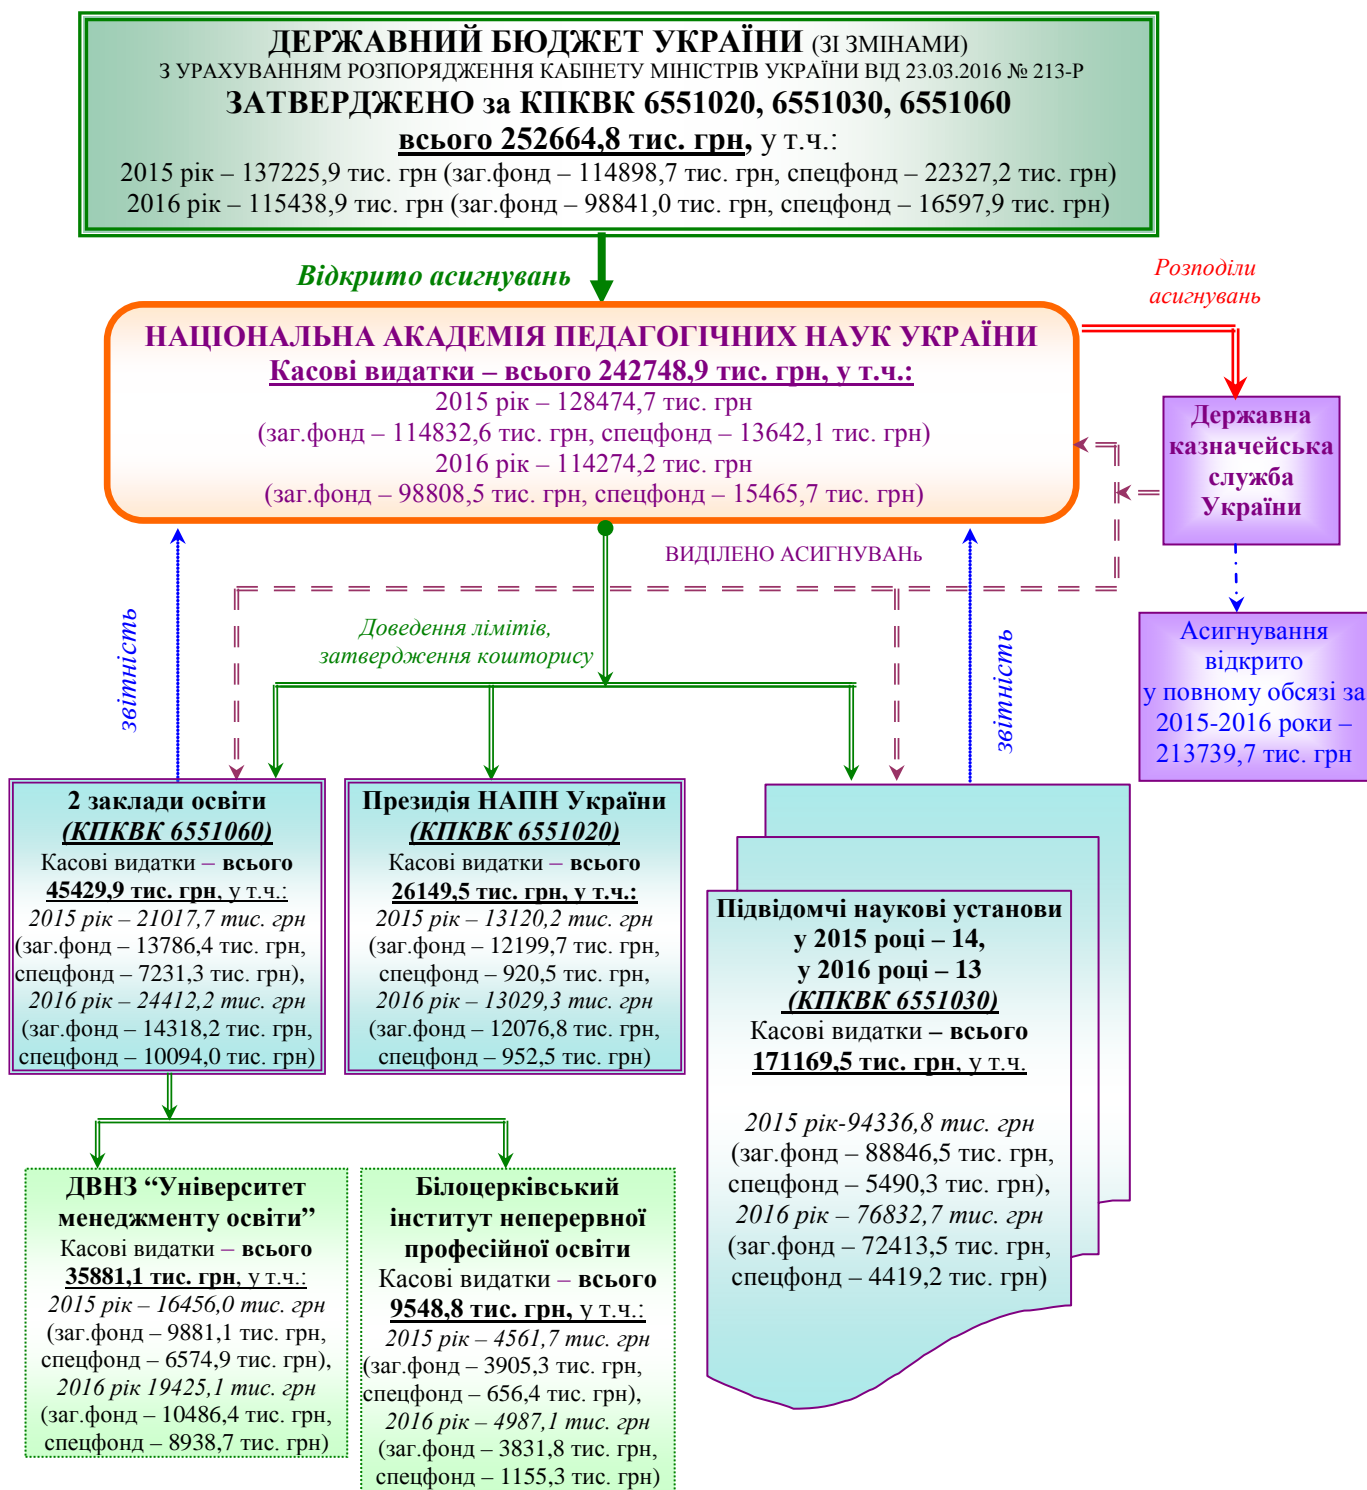 ДЕРЖАВНИЙ БЮДЖЕТ УКРАЇНИ (ЗІ ЗМІНАМИ)
З УРАХУВАННЯМ РОЗПОРЯДЖЕННЯ КАБІНЕТУ МІНІСТРІВ УКРАЇНИ ВІД 23.03.2016 № 213-Р
ЗАТВЕРДЖЕНО за КПКВК 6551020, 6551030, 6551060
всього 252664,8 тис. грн, у т.ч.:
2015 рік – 137225,9 тис. грн (заг.фонд – 114898,7 тис. грн, спецфонд – 22327,2 тис. грн)
2016 рік – 115438,9 тис. грн (заг.фонд – 98841,0 тис. грн, спецфонд – 16597,9 тис. грн)
Відкрито асигнувань
Розподіли
асигнувань
НАЦІОНАЛЬНА АКАДЕМІЯ ПЕДАГОГІЧНИХ НАУК УКРАЇНИ
Касові видатки – всього 242748,9 тис. грн, у т.ч.:
2015 рік – 128474,7 тис. грн
(заг.фонд – 114832,6 тис. грн, спецфонд – 13642,1 тис. грн)
2016 рік – 114274,2 тис. грн
(заг.фонд – 98808,5 тис. грн, спецфонд – 15465,7 тис. грн)
Державна
казначейська
служба
України
ВИДІЛЕНО АСИГНУВАНЬ
звітність
Доведення лімітів,
затвердження кошторису
звітність
Асигнування
відкрито
у повному обсязі за
2015-2016 роки –
213739,7 тис. грн
2 заклади освіти
(КПКВК 6551060)
Касові видатки – всього
45429,9 тис. грн, у т.ч.:
2015 рік – 21017,7 тис. грн
(заг.фонд – 13786,4 тис. грн,
спецфонд – 7231,3 тис. грн),
2016 рік – 24412,2 тис. грн
(заг.фонд – 14318,2 тис. грн,
спецфонд – 10094,0 тис. грн)
Президія НАПН України
(КПКВК 6551020)
Касові видатки – всього
26149,5 тис. грн, у т.ч.:
2015 рік – 13120,2 тис. грн
(заг.фонд – 12199,7 тис. грн,
спецфонд – 920,5 тис. грн,
2016 рік – 13029,3 тис. грн
(заг.фонд – 12076,8 тис. грн,
спецфонд – 952,5 тис. грн)
Підвідомчі наукові установи
у 2015 році – 14,
у 2016 році – 13
(КПКВК 6551030)
Касові видатки – всього
171169,5 тис. грн, у т.ч.
2015 рік-94336,8 тис. грн
(заг.фонд – 88846,5 тис. грн,
спецфонд – 5490,3 тис. грн),
2016 рік – 76832,7 тис. грн
(заг.фонд – 72413,5 тис. грн,
спецфонд – 4419,2 тис. грн)
ДВНЗ “Університет
менеджменту освіти”
Касові видатки – всього
35881,1 тис. грн, у т.ч.:
2015 рік – 16456,0 тис. грн
(заг.фонд – 9881,1 тис. грн,
спецфонд – 6574,9 тис. грн),
2016 рік 19425,1 тис. грн
(заг.фонд – 10486,4 тис. грн,
спецфонд – 8938,7 тис. грн)
Білоцерківський
інститут неперервної
професійної освіти
Касові видатки – всього
9548,8 тис. грн, у т.ч.:
2015 рік – 4561,7 тис. грн
(заг.фонд – 3905,3 тис. грн,
спецфонд – 656,4 тис. грн),
2016 рік – 4987,1 тис. грн
(заг.фонд – 3831,8 тис. грн,
спецфонд – 1155,3 тис. грн)